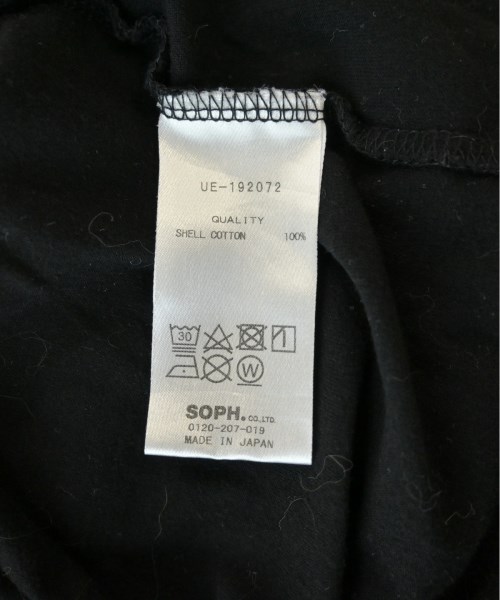 UE-192072
QUALITY
SHELL COTTON 100%
30
W
SOPH. CO.,LTD.
0120-207-019
MADE IN JAPAN